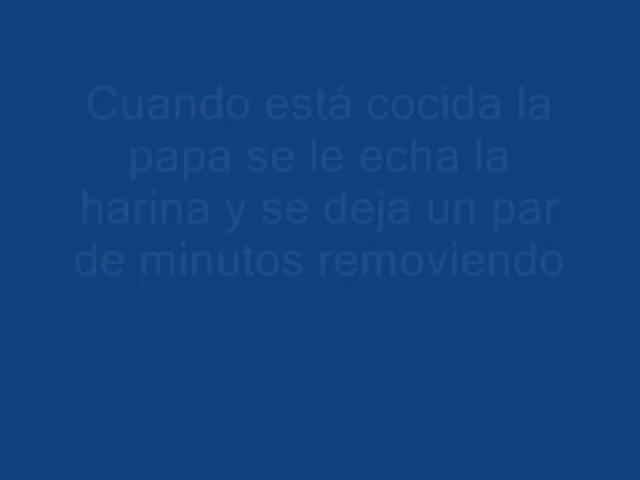 Cuando está cocida la
papa se le echa la
harina y se deja un par
de minutos removiendo